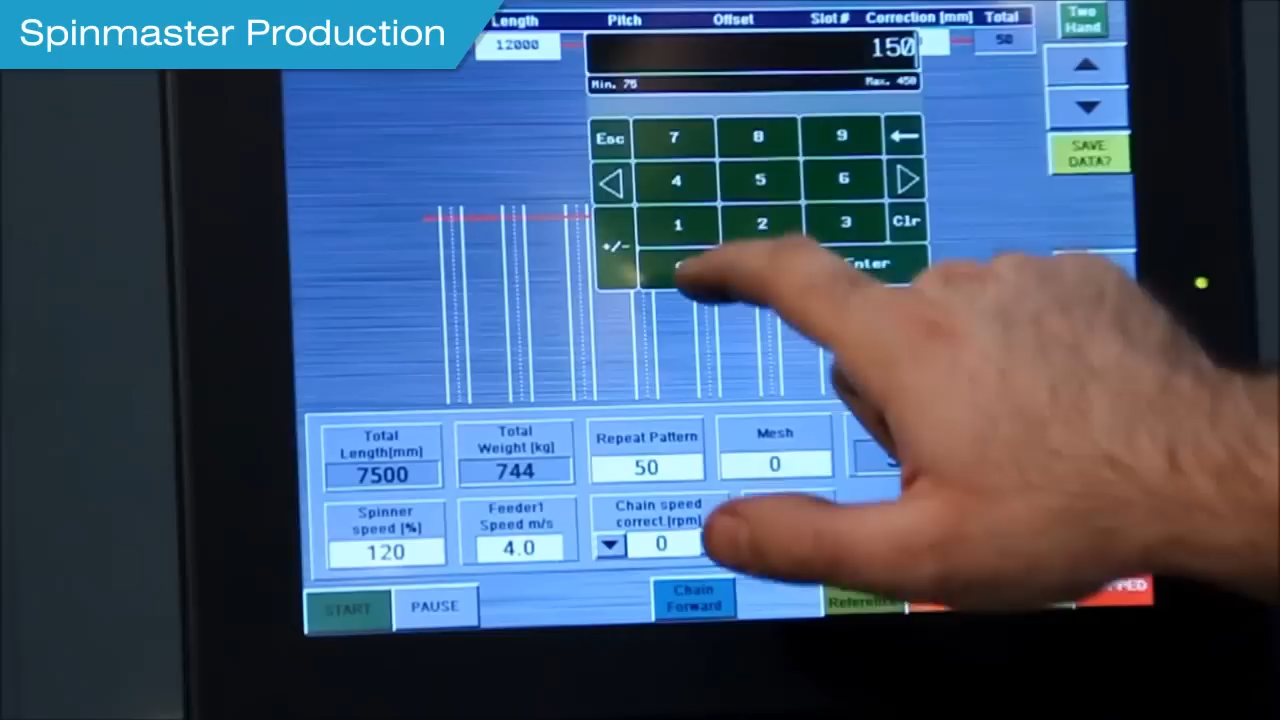 Spinmaster Production
Length Pitch Offset Slot # Correction [mm] Total
Two
Hand
12000 150 50
Min. 75 Max. 450
Esc 7 8 9 ←
SAVE
DATA?
4 5 6
1 2 3 Clr
+/-
Enter
Total
Length[mm]
7500
Total
Weight [kg]
744
Repeat Pattern
50
Mesh
0
Spinner
speed [%]
120
Feeder1
Speed m/s
4.0
Chain speed
correct.[rpm]
0
START PAUSE
Chain
Forward